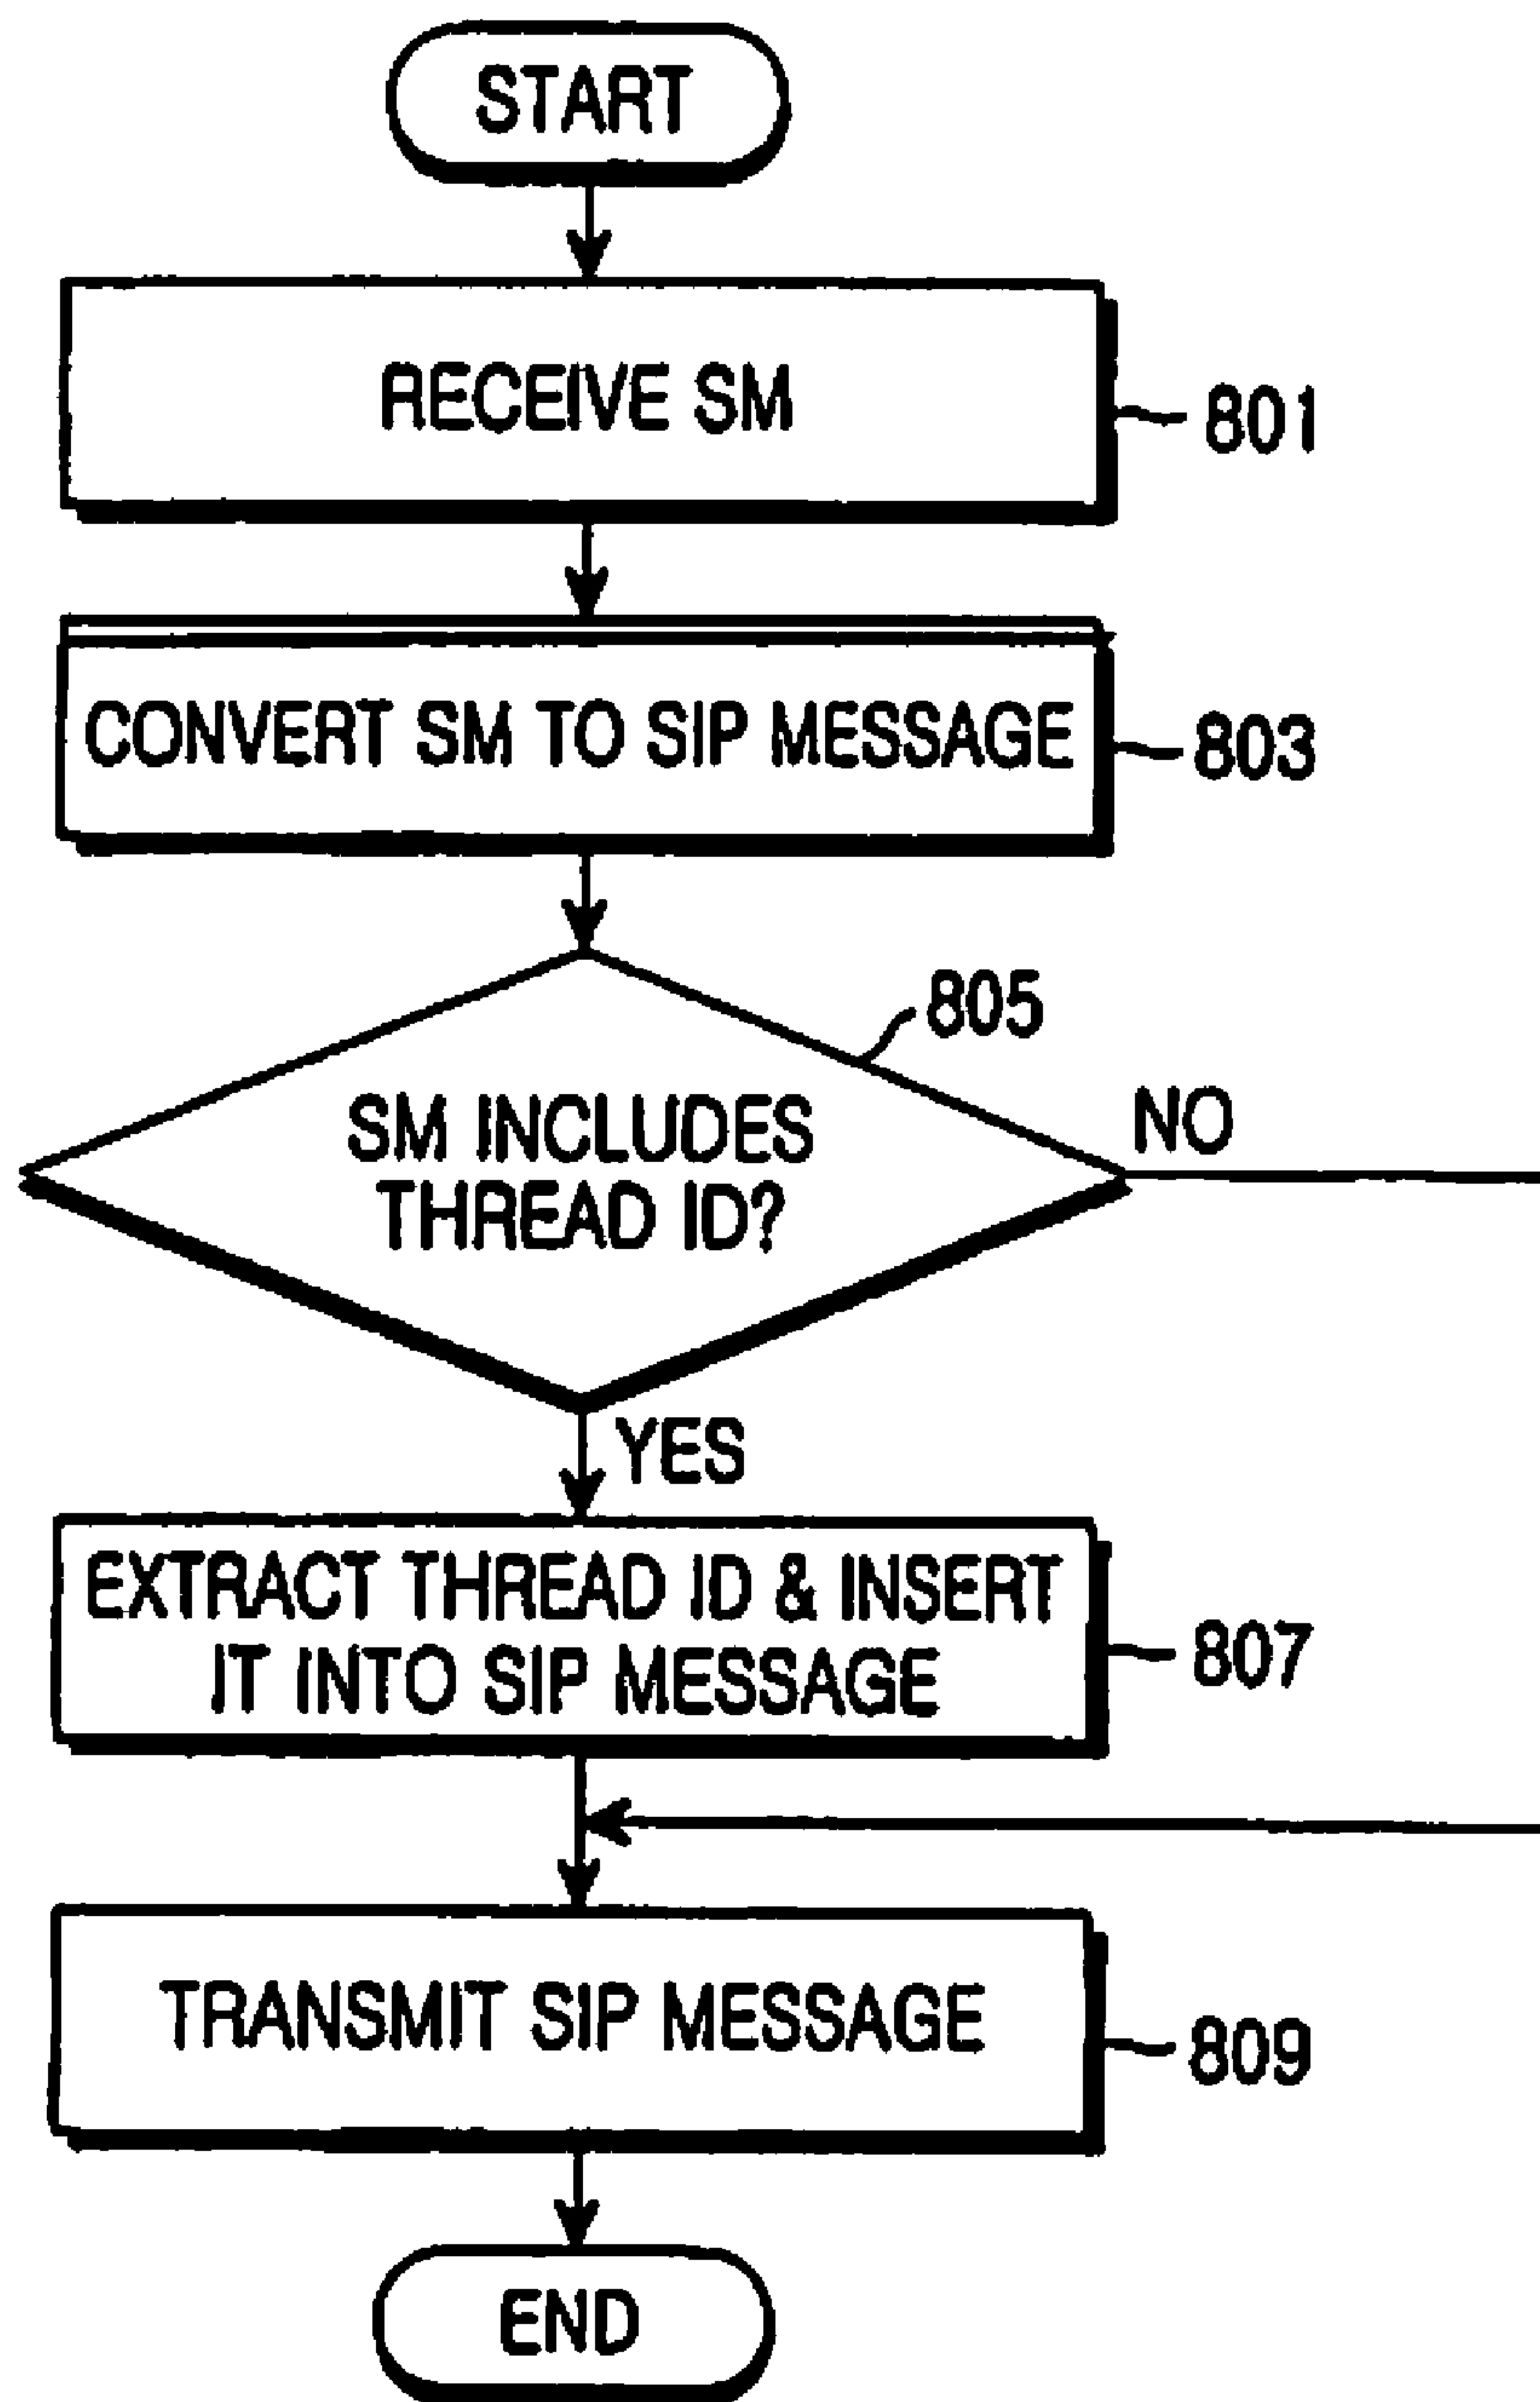 START
RECEIVE SM
801
CONVERT SM TO SIP MESSAGE
803
805
SM INCLUDES
THREAD ID?
NO
YES
EXTRACT THREAD ID & INSERT
IT INTO SIP MESSAGE
807
TRANSMIT SIP MESSAGE
809
END